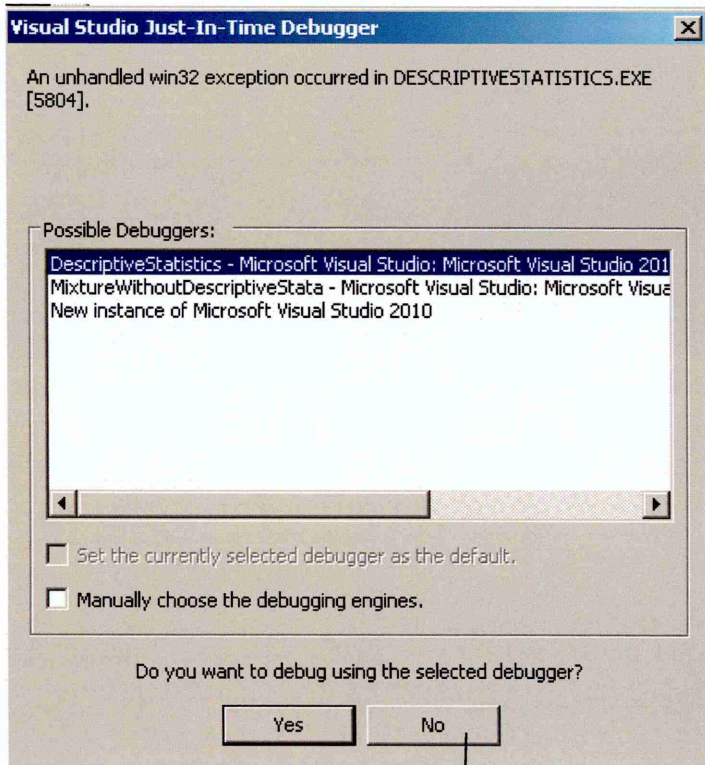 Visual Studio Just-In-Time Debugger
An unhandled win32 exception occurred in DESCRIPTIVESTATISTICS.EXE
[5804].
Possible Debuggers:
DescriptiveStatistics - Microsoft Visual Studio: Microsoft Visual Studio 201
MixtureWithoutDescriptiveStata - Microsoft Visual Studio: Microsoft Visua
New instance of Microsoft Visual Studio 2010
Set the currently selected debugger as the default.
Manually choose the debugging engines.
Do you want to debug using the selected debugger?
Yes
No